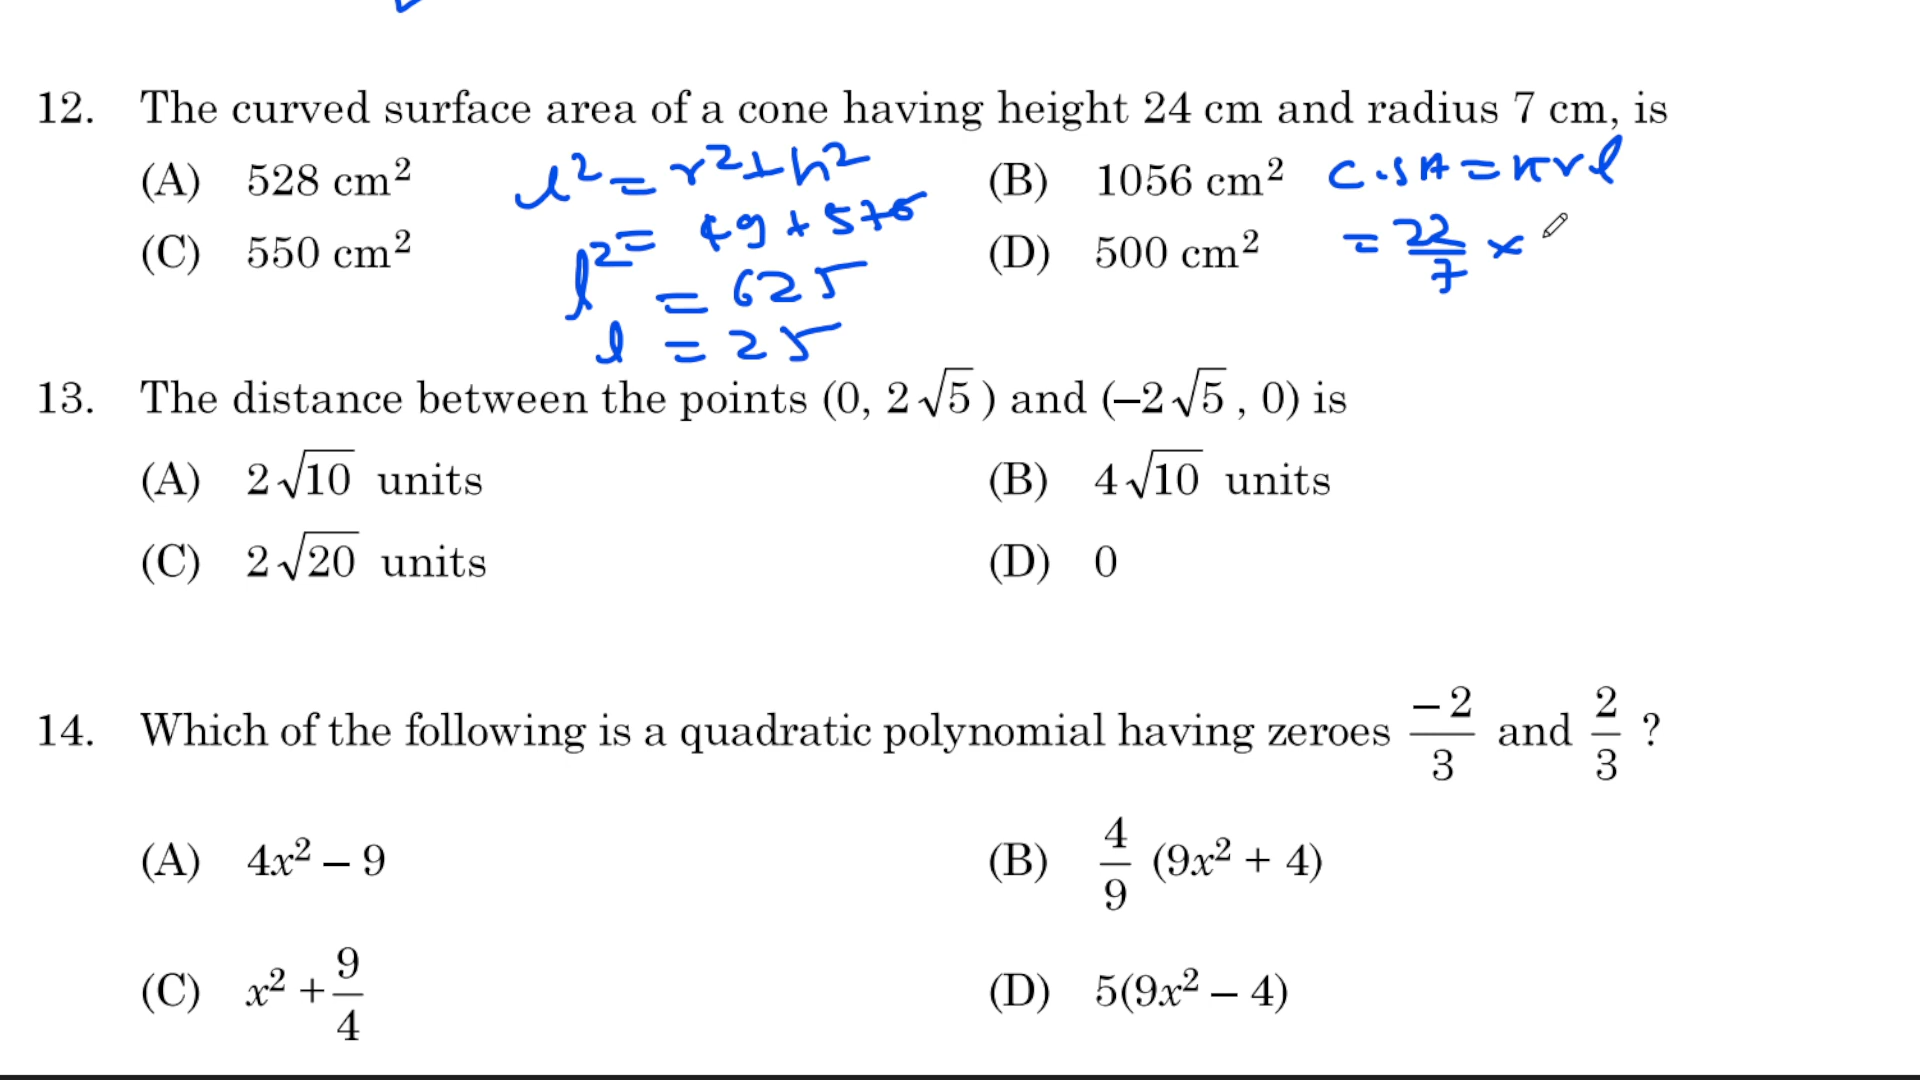 12. The curved surface area of a cone having height 24 cm and radius 7 cm, is
(A) 528 cm² (B) 1056 cm²
(C) 550 cm² (D) 500 cm²
l² = r² + h²
l² = 49 + 576
= 625
l = 25
C.SA = πrl
= 22/7 ×
13. The distance between the points (0, 2√5) and (–2√5, 0) is
(A) 2√10 units (B) 4√10 units
(C) 2√20 units (D) 0
14. Which of the following is a quadratic polynomial having zeroes –2/3 and 2/3 ?
(A) 4x² – 9 (B) 4/9 (9x² + 4)
(C) x² + 9/4 (D) 5(9x² – 4)